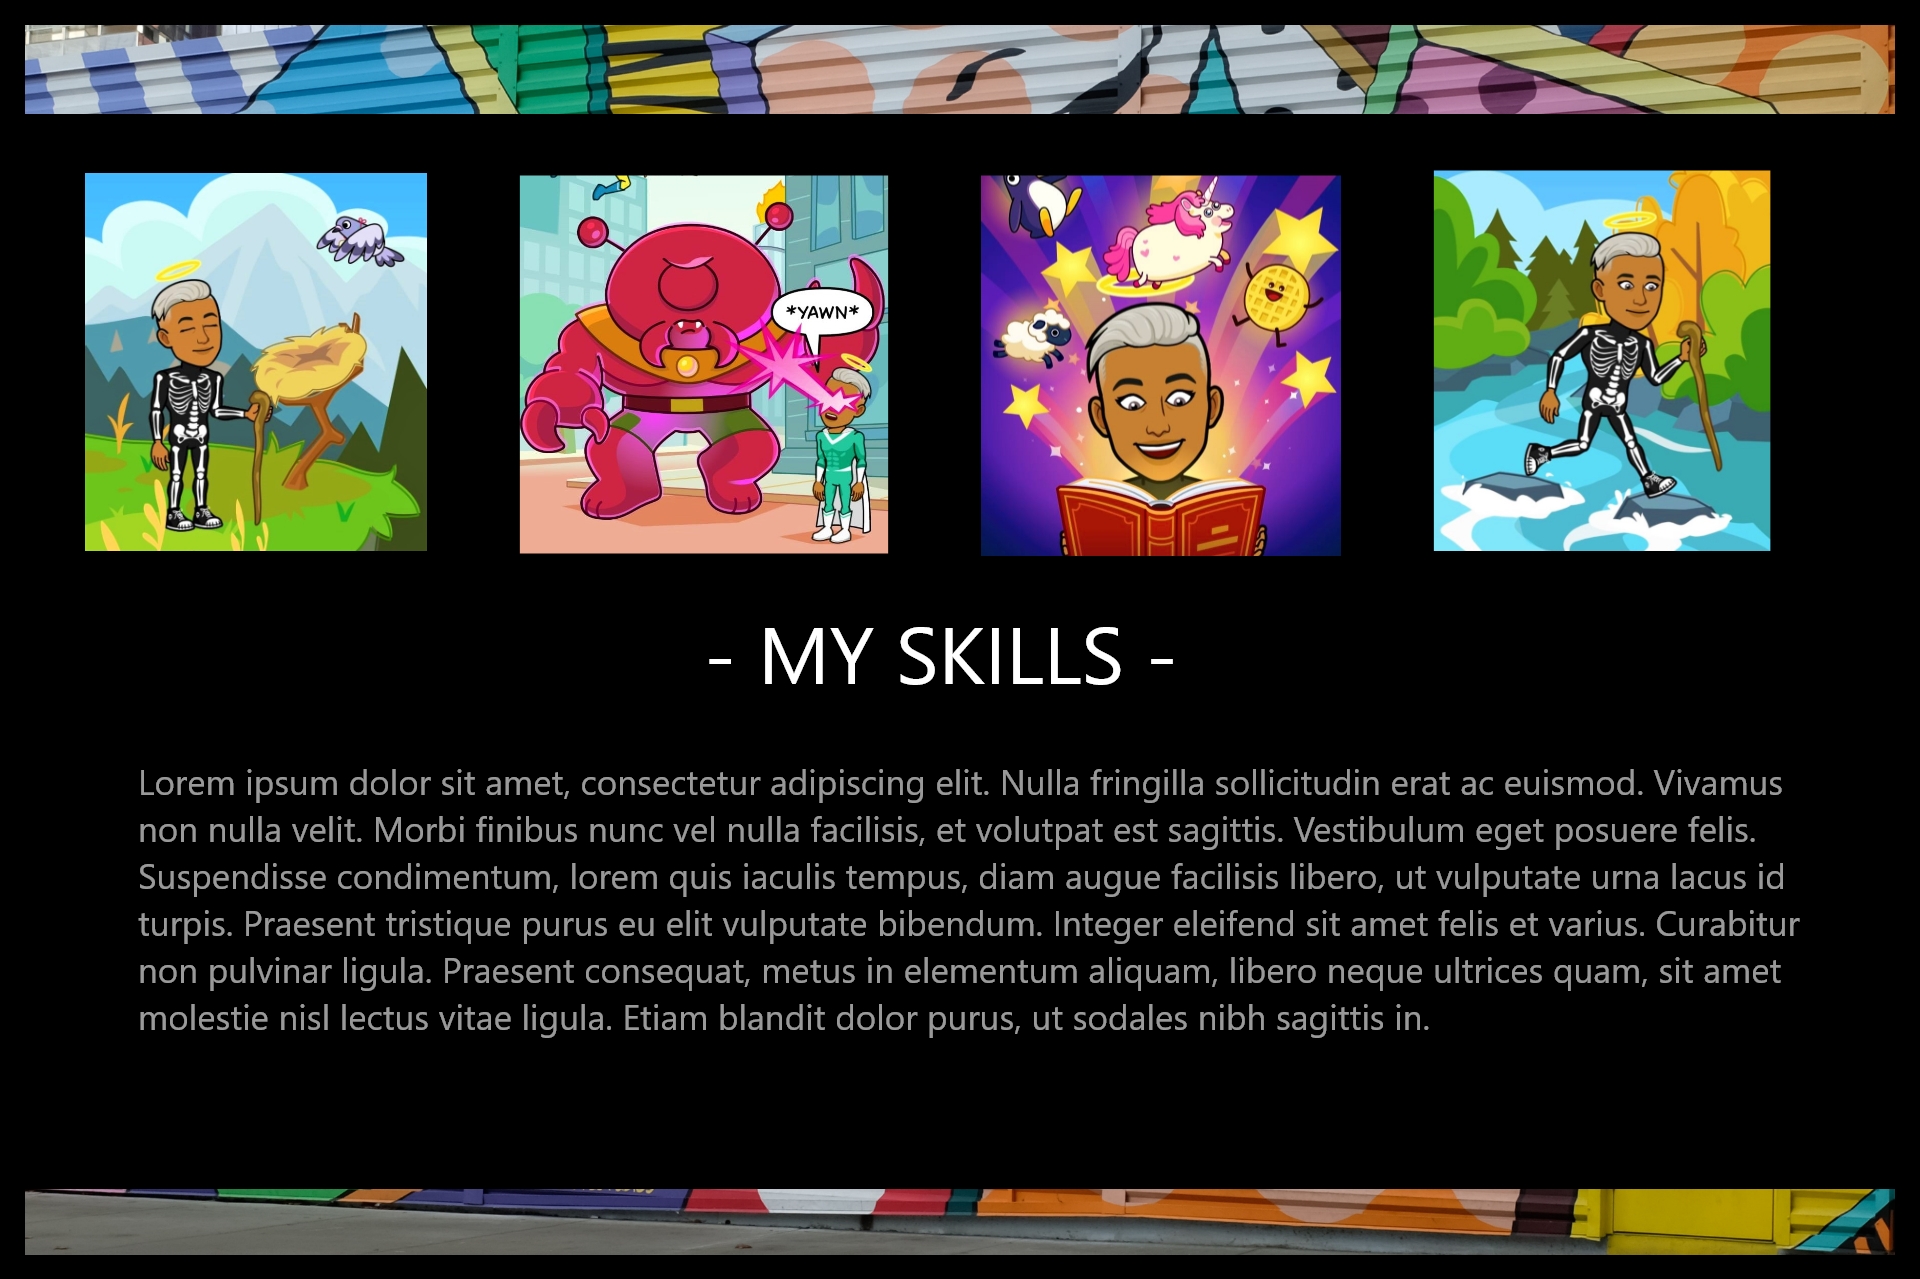 *YAWN*
- MY SKILLS -
Lorem ipsum dolor sit amet, consectetur adipiscing elit. Nulla fringilla sollicitudin erat ac euismod. Vivamus
non nulla velit. Morbi finibus nunc vel nulla facilisis, et volutpat est sagittis. Vestibulum eget posuere felis.
Suspendisse condimentum, lorem quis iaculis tempus, diam augue facilisis libero, ut vulputate urna lacus id
turpis. Praesent tristique purus eu elit vulputate bibendum. Integer eleifend sit amet felis et varius. Curabitur
non pulvinar ligula. Praesent consequat, metus in elementum aliquam, libero neque ultrices quam, sit amet
molestie nisl lectus vitae ligula. Etiam blandit dolor purus, ut sodales nibh sagittis in.